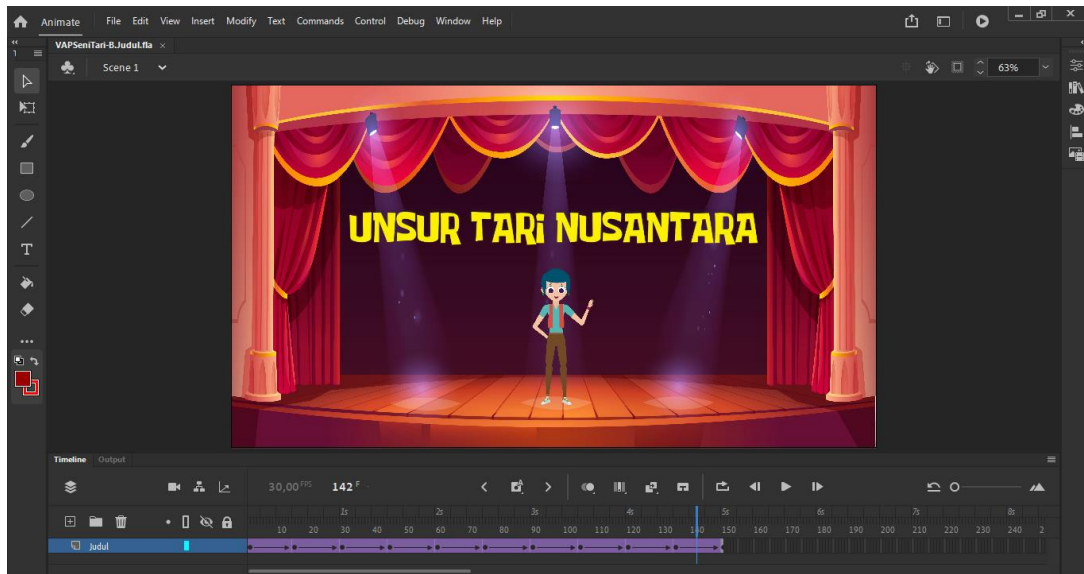 Animate File Edit View Insert Modify Text Commands Control Debug Window Help
1 VAPSeniTari-B.Judul.fla ×
Scene 1 63%
T
UNSUR TARi NUSANTARA
Timeline Output
30,00 FPS 142 F
1s 2s 3s 4s 5s 6s 7s 8s
10 20 30 40 50 60 70 80 90 100 110 120 130 140 150 160 170 180 190 200 210 220 230 240 2
Judul